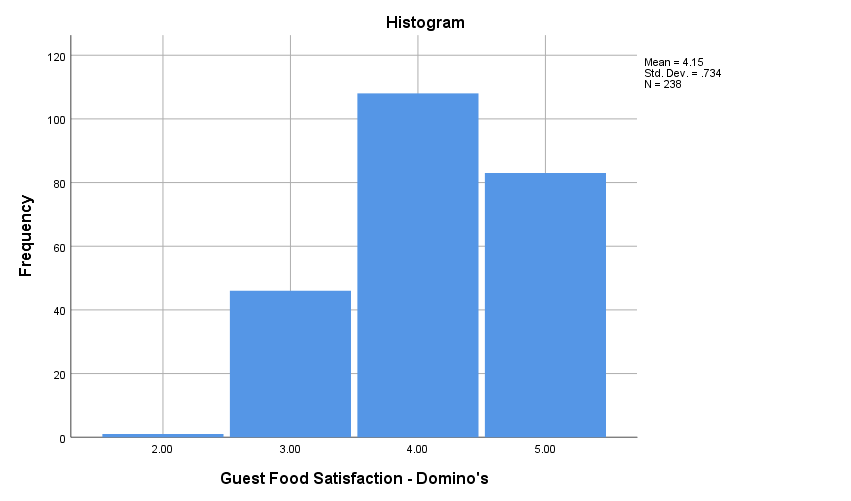 Histogram
Mean = 4.15
Std. Dev. = .734
N = 238
120
100
80
60
40
20
0
Frequency
2.00 3.00 4.00 5.00
Guest Food Satisfaction - Domino's